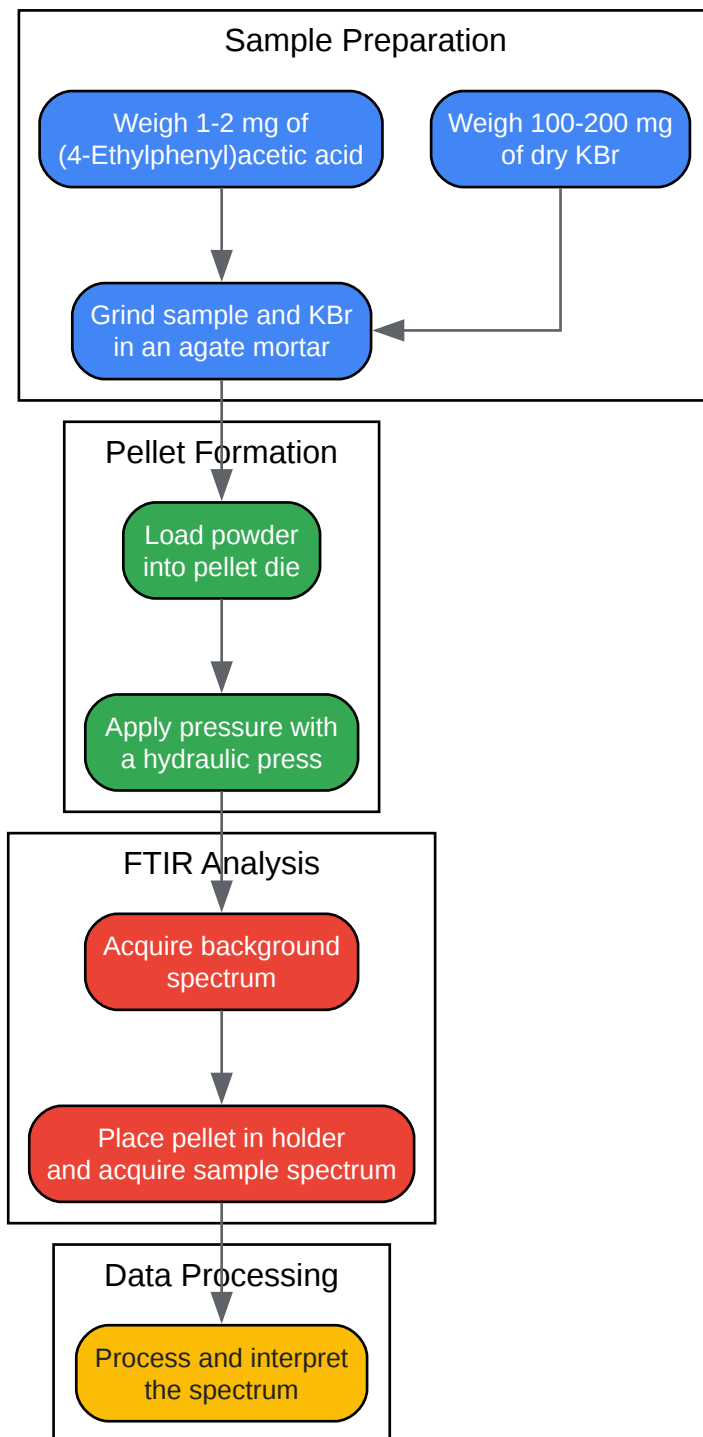 Sample Preparation
Weigh 1-2 mg of
(4-Ethylphenyl)acetic acid
Weigh 100-200 mg
of dry KBr
Grind sample and KBr
in an agate mortar
Pellet Formation
Load powder
into pellet die
Apply pressure with
a hydraulic press
FTIR Analysis
Acquire background
spectrum
Place pellet in holder
and acquire sample spectrum
Data Processing
Process and interpret
the spectrum